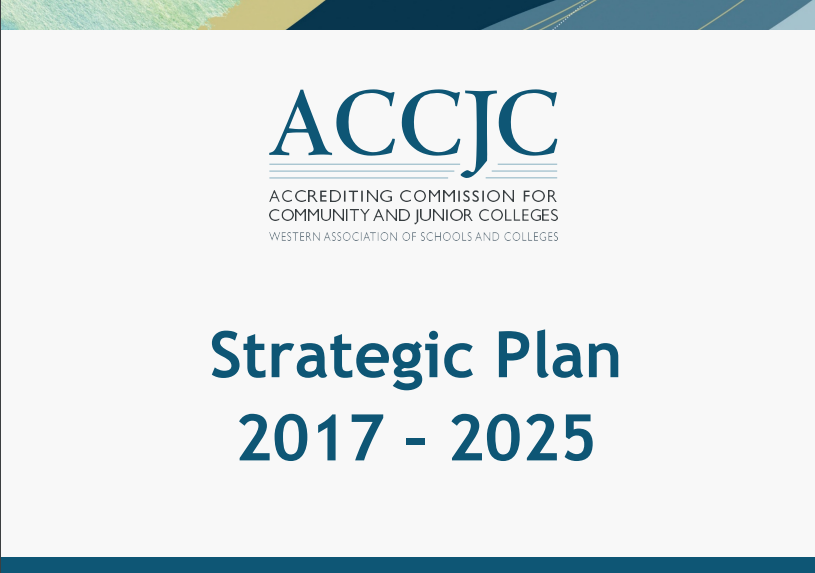 ACCJC
ACCREDITING COMMISSION FOR
COMMUNITY AND JUNIOR COLLEGES
WESTERN ASSOCIATION OF SCHOOLS AND COLLEGES
Strategic Plan
2017 – 2025